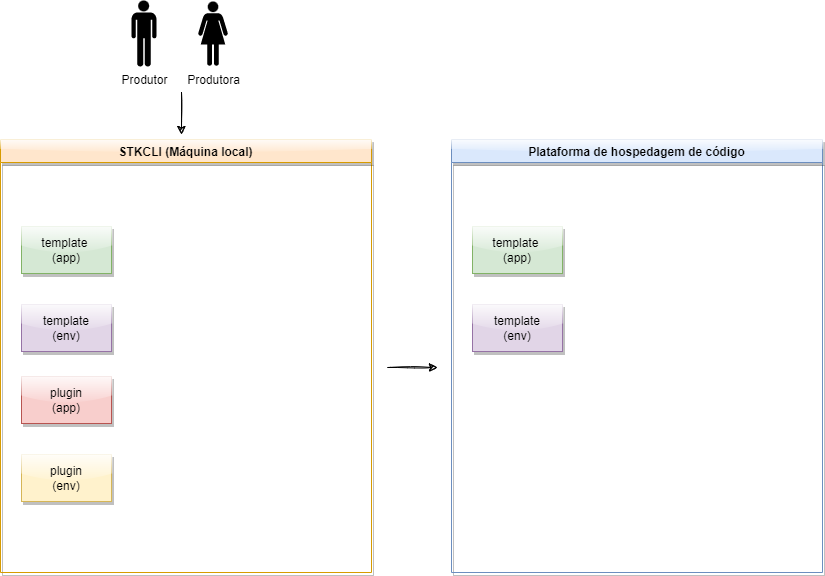 Produtor
Produtora
STKCLI (Máquina local)
template
(app)
template
(env)
plugin
(app)
plugin
(env)
Plataforma de hospedagem de código
template
(app)
template
(env)